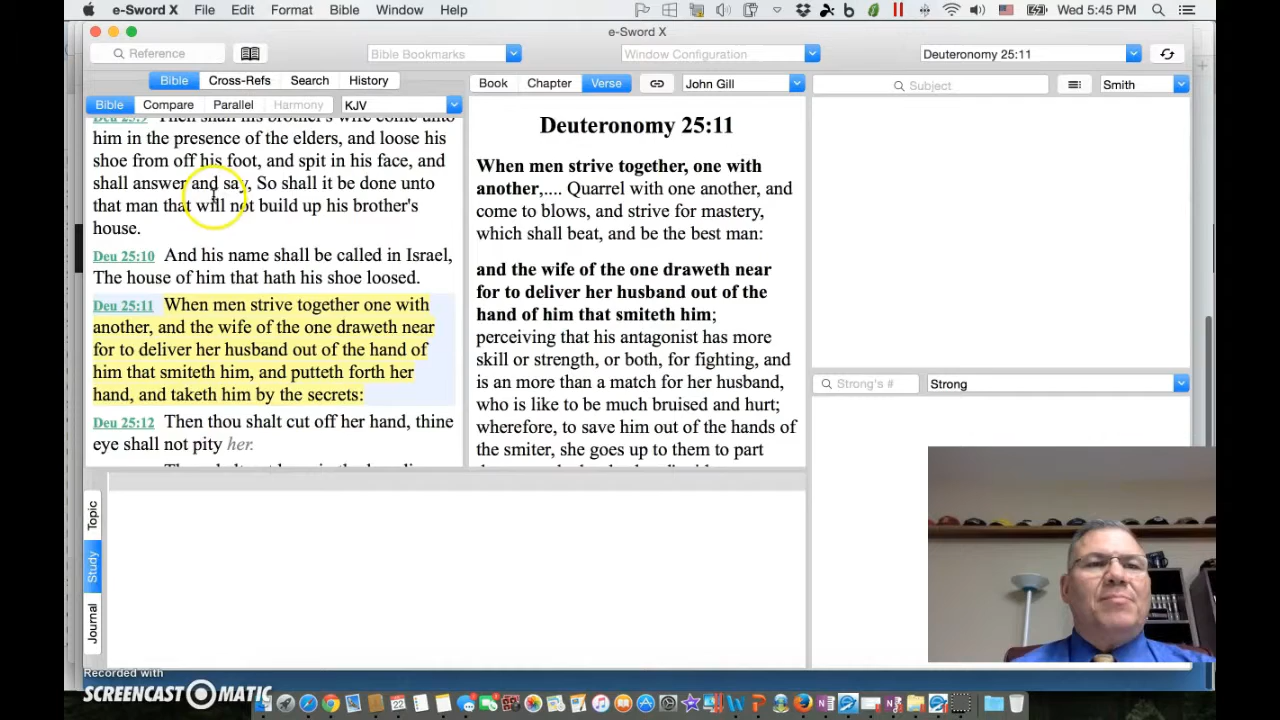 e-Sword X File Edit Format Bible Window Help Wed 5:45 PM
e-Sword X
Reference Bible Bookmarks Window Configuration Deuteronomy 25:11
Bible Cross-Refs Search History
Bible Compare Parallel Harmony KJV
Deu 25:9 Then shall his brother's wife come unto
him in the presence of the elders, and loose his
shoe from off his foot, and spit in his face, and
shall answer and say, So shall it be done unto
that man that will not build up his brother's
house.
Deu 25:10 And his name shall be called in Israel,
The house of him that hath his shoe loosed.
Deu 25:11 When men strive together one with
another, and the wife of the one draweth near
for to deliver her husband out of the hand of
him that smiteth him, and putteth forth her
hand, and taketh him by the secrets:
Deu 25:12 Then thou shalt cut off her hand, thine
eye shall not pity her.
Book Chapter Verse John Gill
Deuteronomy 25:11
When men strive together, one with
another,.... Quarrel with one another, and
come to blows, and strive for mastery,
which shall beat, and be the best man:
and the wife of the one draweth near
for to deliver her husband out of the
hand of him that smiteth him;
perceiving that his antagonist has more
skill or strength, or both, for fighting, and
is an more than a match for her husband,
who is like to be much bruised and hurt;
wherefore, to save him out of the hands of
the smiter, she goes up to them to part
Subject Smith
Strong's # Strong
Topic
Study
Journal
Recorded with
SCREENCAST MATIC